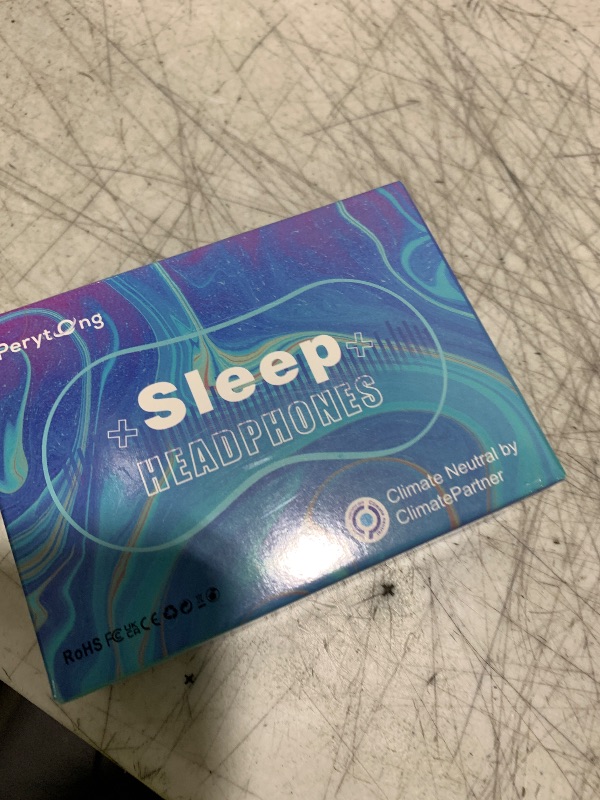 Perytong
+ Sleep +
HEADPHONES
Climate Neutral by
ClimatePartner
RoHS FC UK CA CE